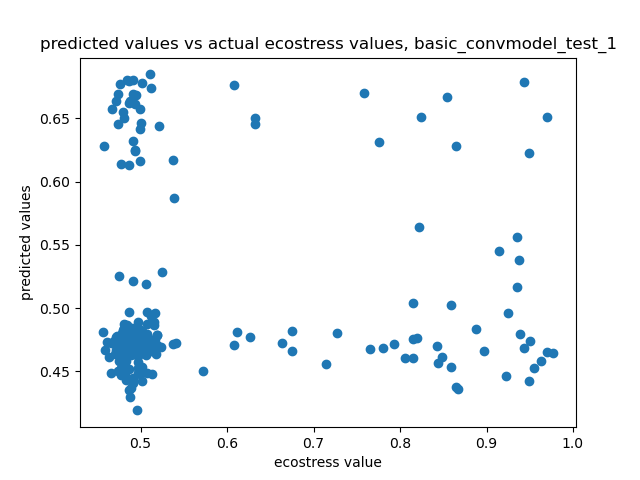 predicted values vs actual ecostress values, basic_convmodel_test_1
predicted values
0.65
0.60
0.55
0.50
0.45
0.5 0.6 0.7 0.8 0.9 1.0
ecostress value